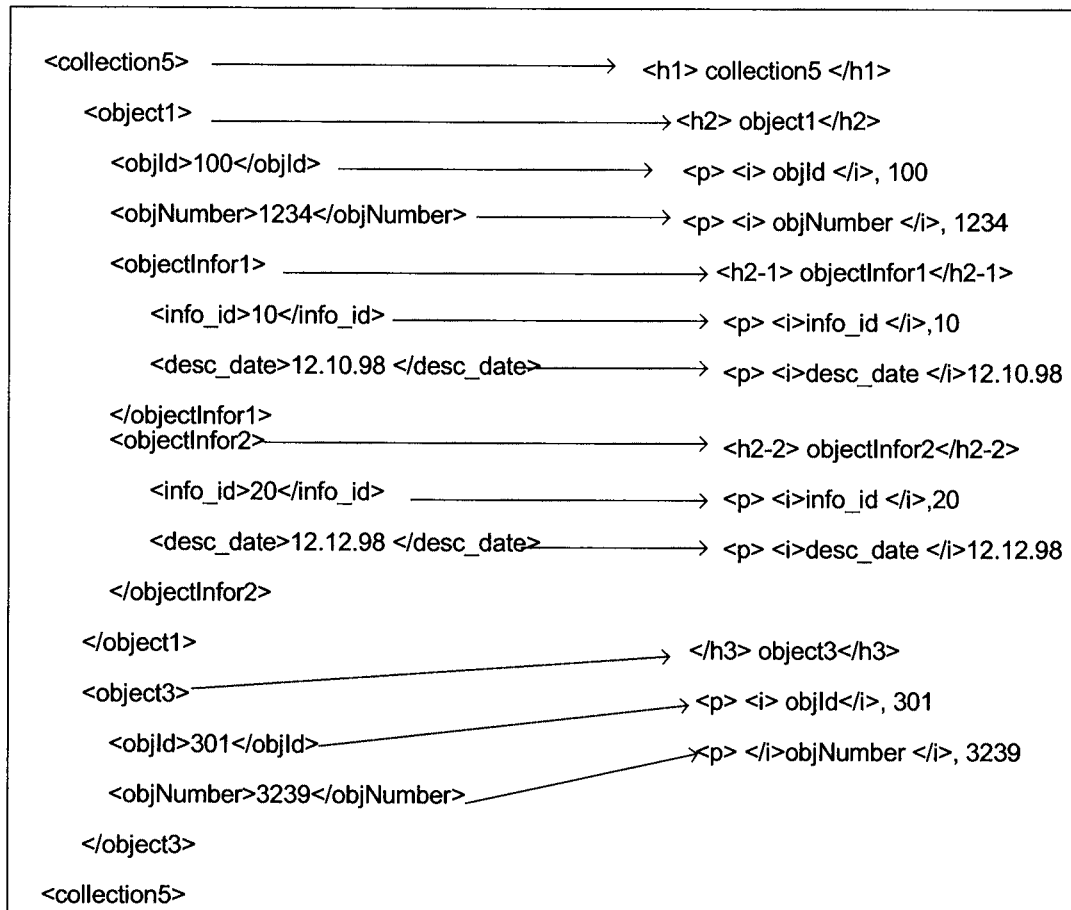 <collection5> <h1> collection5 </h1>
<object1> <h2> object1</h2>
<objId>100</objId> <p> <i> objId </i>, 100
<objNumber>1234</objNumber> <p> <i> objNumber </i>, 1234
<objectInfor1> <h2-1> objectInfor1</h2-1>
<info_id>10</info_id> <p> <i>info_id </i>,10
<desc_date>12.10.98 </desc_date> <p> <i>desc_date </i>12.10.98
</objectInfor1>
<objectInfor2> <h2-2> objectInfor2</h2-2>
<info_id>20</info_id> <p> <i>info_id </i>,20
<desc_date>12.12.98 </desc_date> <p> <i>desc_date </i>12.12.98
</objectInfor2>
</object1>
</h3> object3</h3>
<object3>
<p> <i> objId</i>, 301
<objId>301</objId>
<p> </i>objNumber </i>, 3239
<objNumber>3239</objNumber>
</object3>
<collection5>